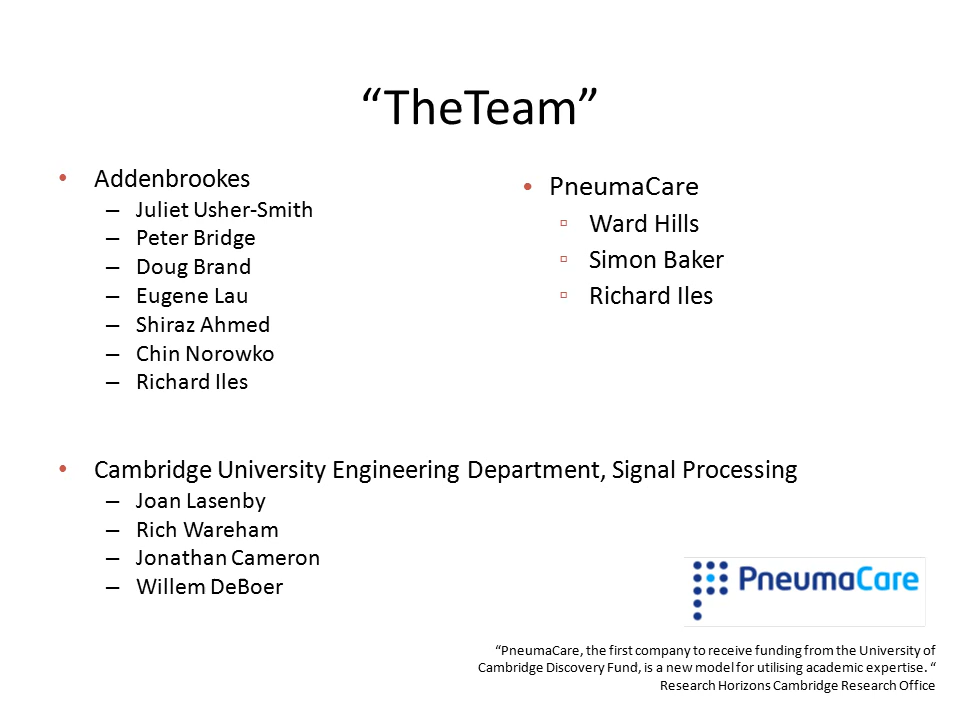 “TheTeam”
• Addenbrookes
– Juliet Usher-Smith
– Peter Bridge
– Doug Brand
– Eugene Lau
– Shiraz Ahmed
– Chin Norowko
– Richard Iles
• PneumaCare
▫ Ward Hills
▫ Simon Baker
▫ Richard Iles
• Cambridge University Engineering Department, Signal Processing
– Joan Lasenby
– Rich Wareham
– Jonathan Cameron
– Willem DeBoer
PneumaCare
“PneumaCare, the first company to receive funding from the University of
Cambridge Discovery Fund, is a new model for utilising academic expertise. “
Research Horizons Cambridge Research Office